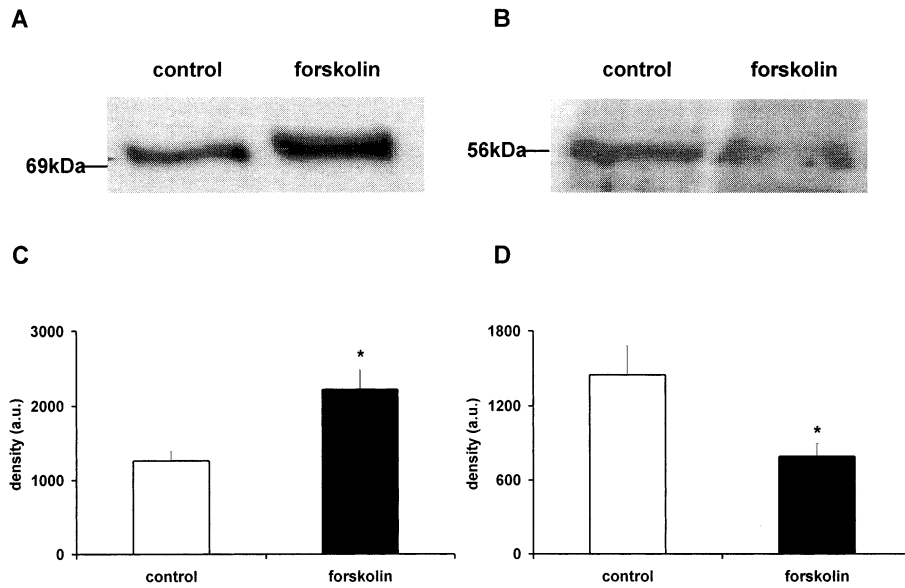 A
B
control forskolin
control forskolin
69kDa
56kDa
C
D
3000
2000
1000
0
density (a.u.)
*
control forskolin
1800
1200
600
0
density (a.u.)
*
control forskolin